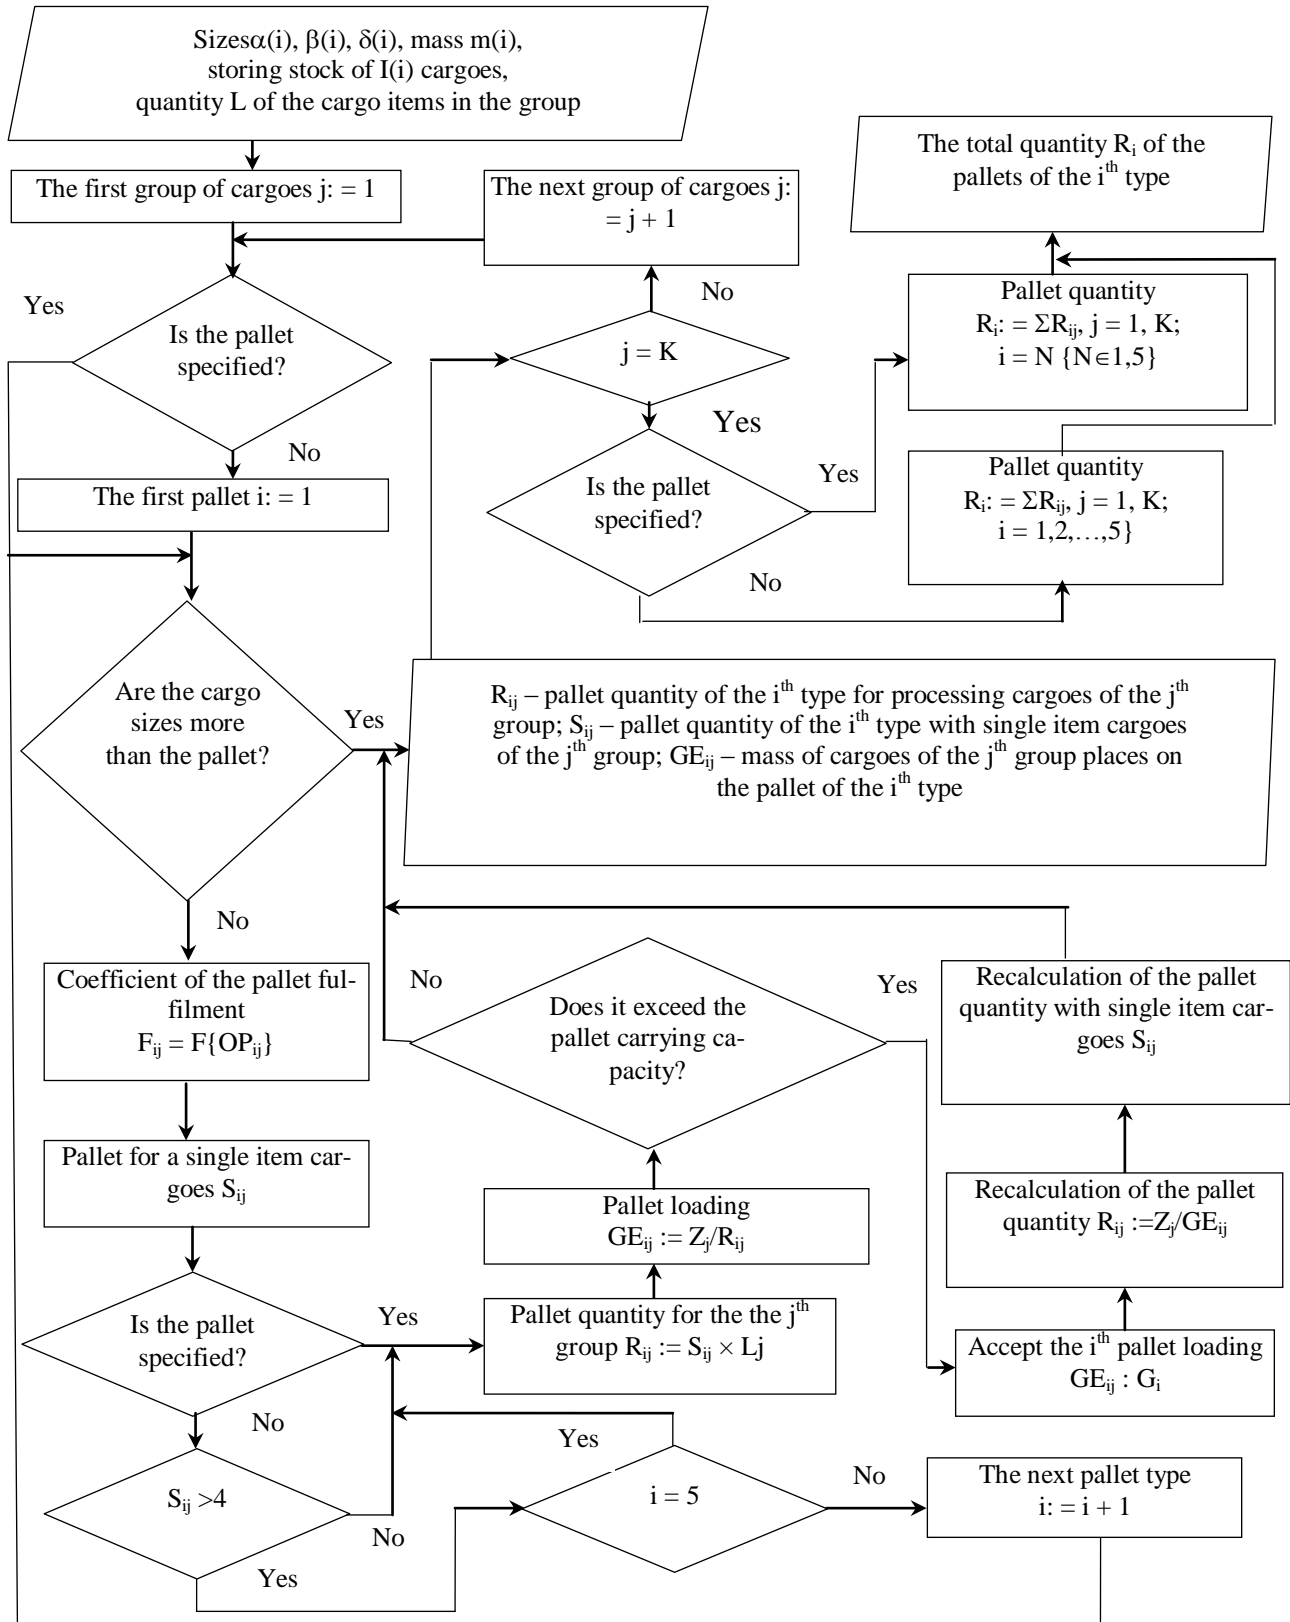 Sizesα(i), β(i), δ(i), mass m(i),
storing stock of I(i) cargoes,
quantity L of the cargo items in the group
The first group of cargoes j: = 1
The next group of cargoes j:
= j + 1
The total quantity Rᵢ of the
pallets of the iᵗʰ type
Yes
Is the pallet
specified?
No
No
j = K
Yes
Pallet quantity
Rᵢ: = ΣRᵢⱼ, j = 1, K;
i = N {N∈1,5}
The first pallet i: = 1
Is the pallet
specified?
Yes
No
Pallet quantity
Rᵢ: = ΣRᵢⱼ, j = 1, K;
i = 1,2,…,5}
Are the cargo
sizes more
than the pallet?
Yes
No
Rᵢⱼ – pallet quantity of the iᵗʰ type for processing cargoes of the jᵗʰ
group; Sᵢⱼ – pallet quantity of the iᵗʰ type with single item cargoes
of the jᵗʰ group; GEᵢⱼ – mass of cargoes of the jᵗʰ group places on
the pallet of the iᵗʰ type
Coefficient of the pallet ful-
filment
Fᵢⱼ = F{OPᵢⱼ}
No
Does it exceed the
pallet carrying ca-
pacity?
Yes
Recalculation of the pallet
quantity with single item car-
goes Sᵢⱼ
Pallet for a single item car-
goes Sᵢⱼ
Pallet loading
GEᵢⱼ := Zⱼ/Rᵢⱼ
Recalculation of the pallet
quantity Rᵢⱼ :=Zⱼ/GEᵢⱼ
Is the pallet
specified?
Yes
No
Pallet quantity for the the jᵗʰ
group Rᵢⱼ := Sᵢⱼ × Lj
Accept the iᵗʰ pallet loading
GEᵢⱼ : Gᵢ
Sᵢⱼ >4
No
Yes
Yes
i = 5
No
The next pallet type
i: = i + 1